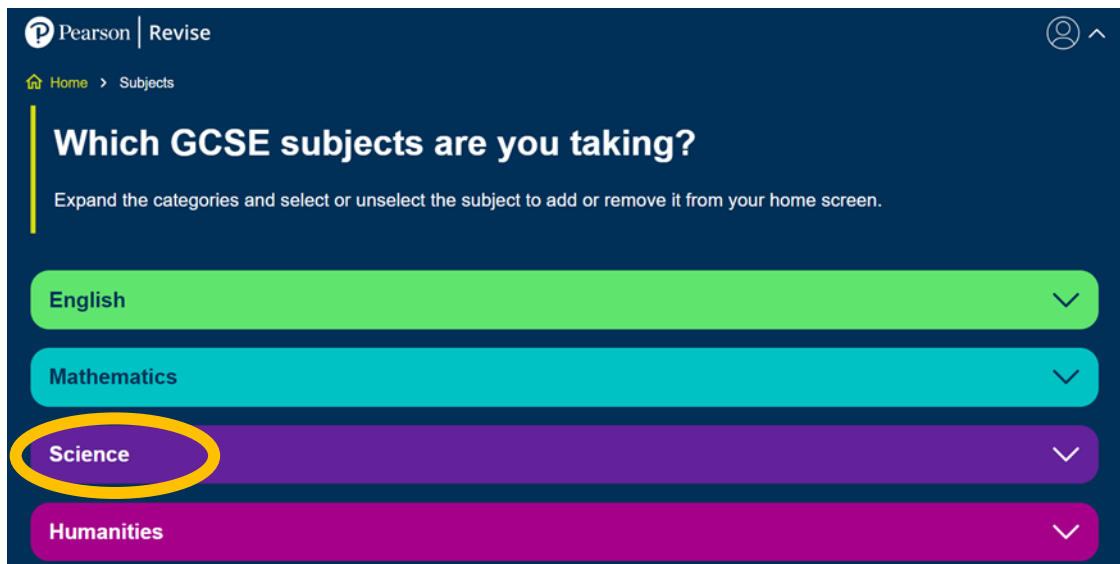 Pearson | Revise
Home > Subjects
Which GCSE subjects are you taking?
Expand the categories and select or unselect the subject to add or remove it from your home screen.
English
Mathematics
Science
Humanities